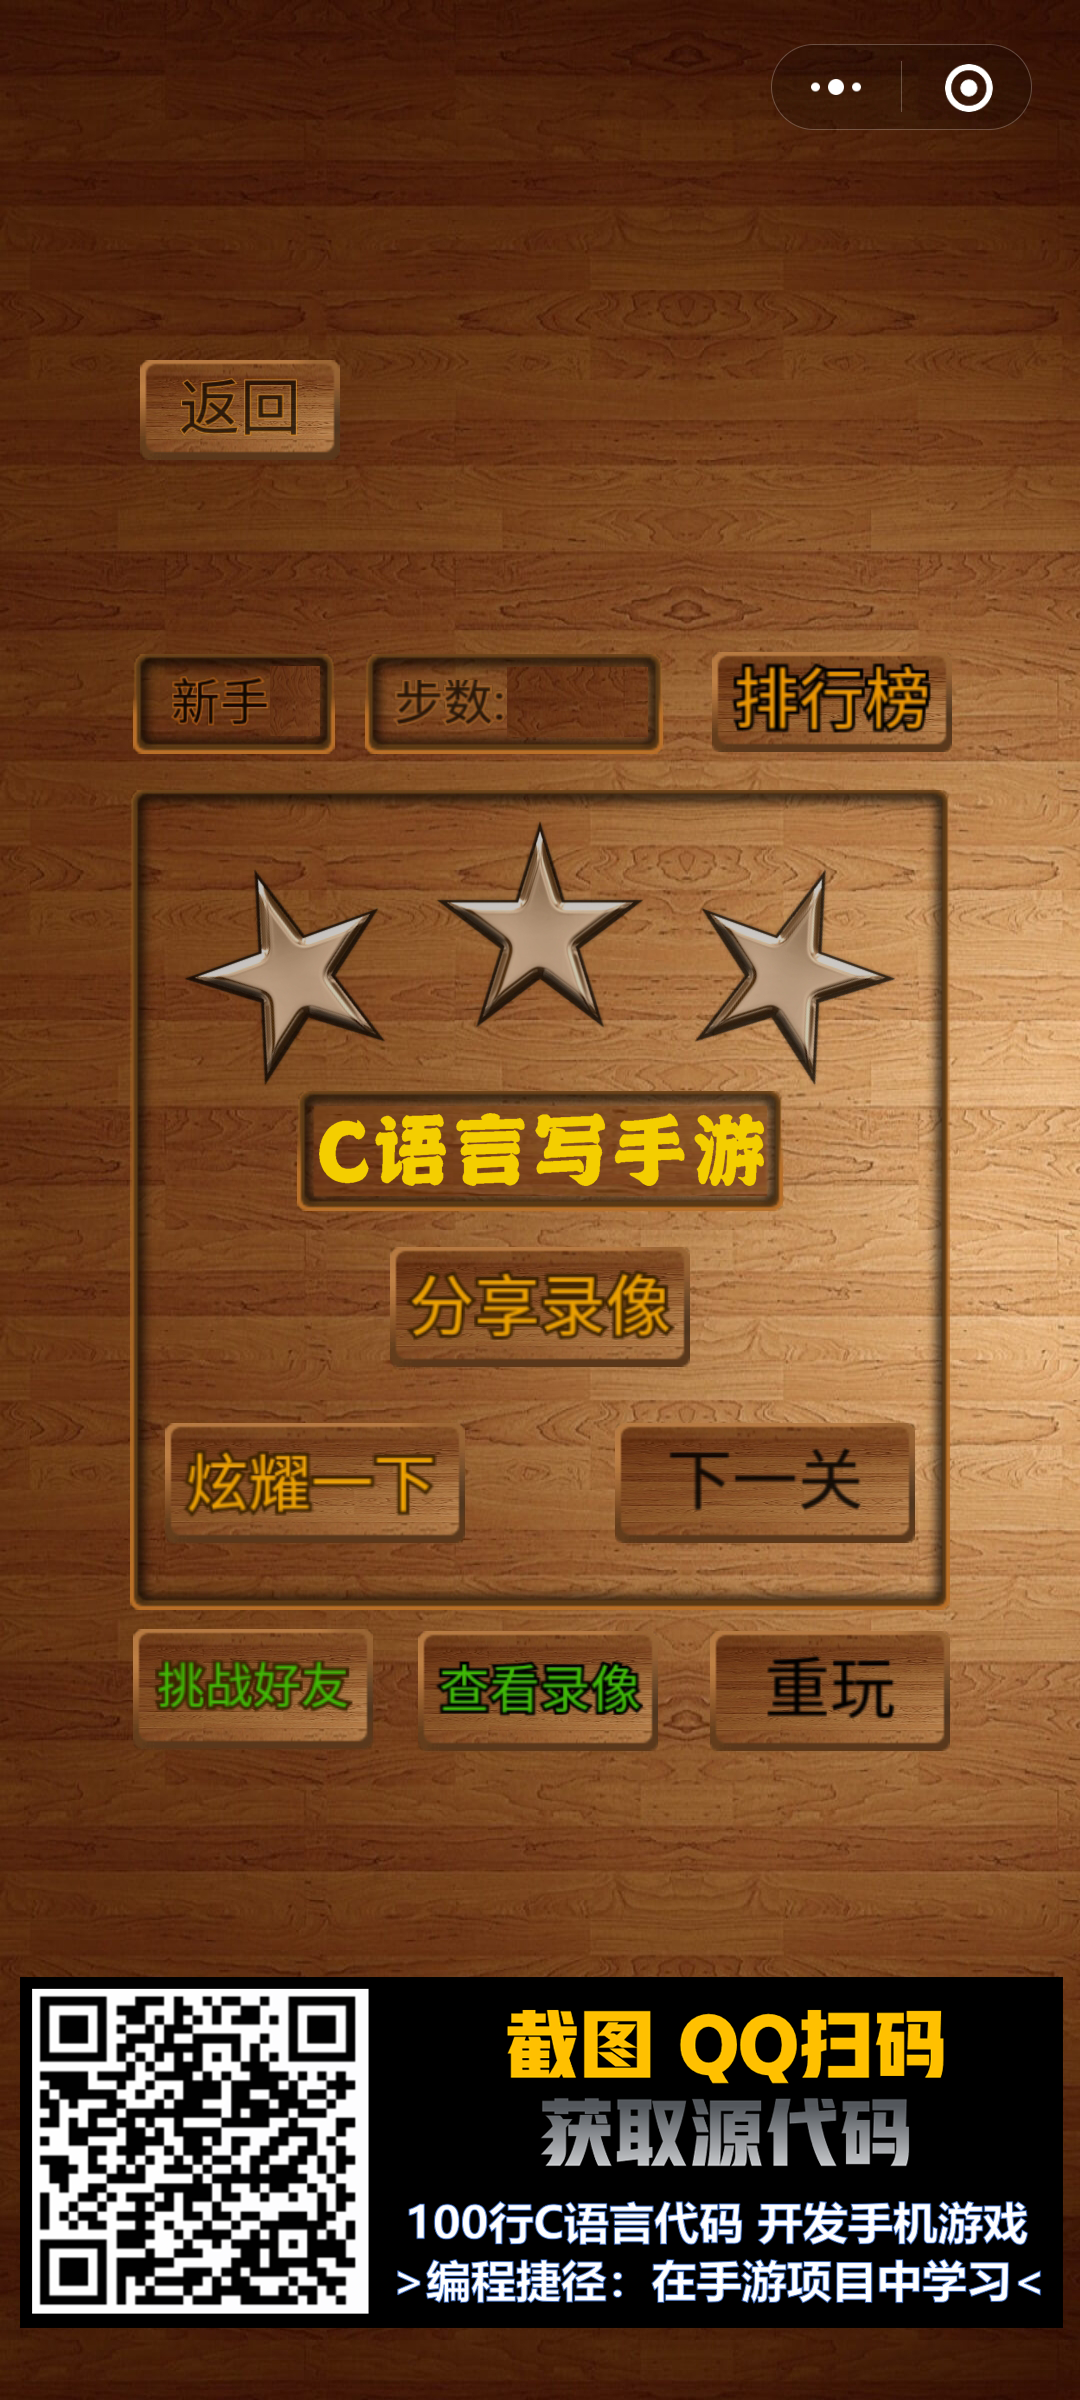 返回
新手
步数:
排行榜
C语言写手游
分享录像
炫耀一下
下一关
挑战好友
查看录像
重玩
截图 QQ扫码
获取源代码
100行C语言代码 开发手机游戏
>编程捷径：在手游项目中学习<